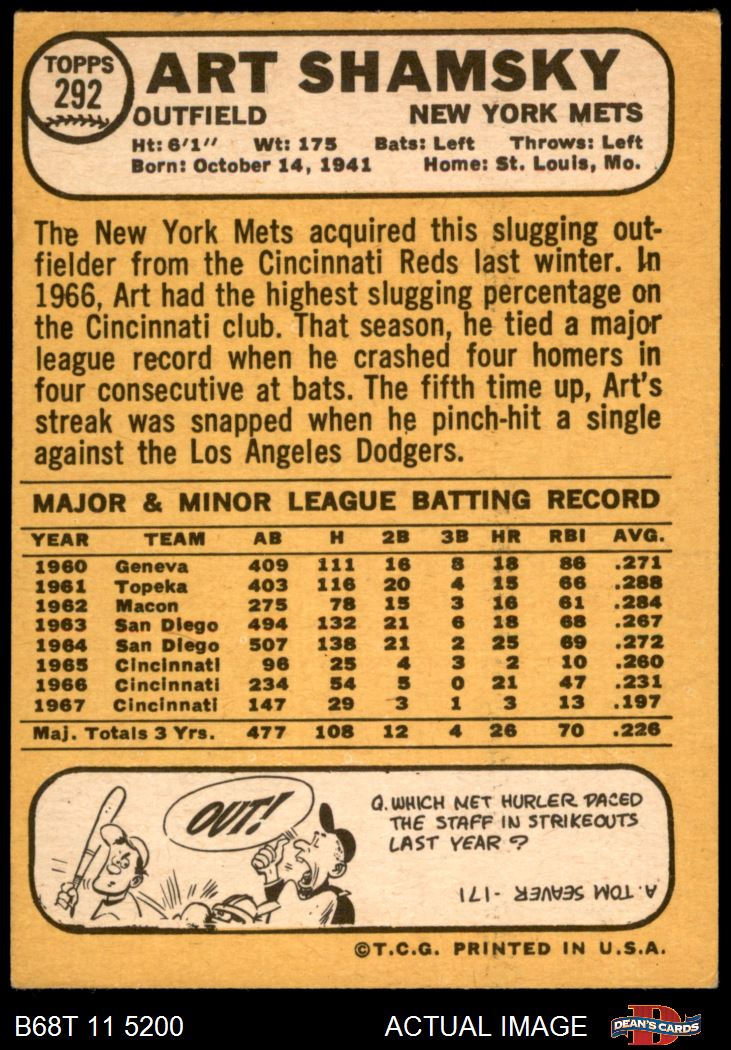 TOPPS
292
ART SHAMSKY
OUTFIELD NEW YORK METS
Ht: 6'1" Wt: 175 Bats: Left Throws: Left
Born: October 14, 1941 Home: St. Louis, Mo.
The New York Mets acquired this slugging out-
fielder from the Cincinnati Reds last winter. In
1966, Art had the highest slugging percentage on
the Cincinnati club. That season, he tied a major
league record when he crashed four homers in
four consecutive at bats. The fifth time up, Art's
streak was snapped when he pinch-hit a single
against the Los Angeles Dodgers.
MAJOR & MINOR LEAGUE BATTING RECORD
YEAR TEAM AB H 2B 3B HR RBI AVG.
1960 Geneva 409 111 16 8 18 86 .271
1961 Topeka 403 116 20 4 15 66 .288
1962 Macon 275 78 15 3 16 61 .284
1963 San Diego 494 132 21 6 18 68 .267
1964 San Diego 507 138 21 2 25 69 .272
1965 Cincinnati 96 25 4 3 2 10 .260
1966 Cincinnati 234 54 5 0 21 47 .231
1967 Cincinnati 147 29 3 1 3 13 .197
Maj. Totals 3 Yrs. 477 108 12 4 26 70 .226
OUT!
Q. WHICH MET HURLER PACED
THE STAFF IN STRIKEOUTS
LAST YEAR?
A. TOM SEAVER - 171
©T.C.G. PRINTED IN U.S.A.
B68T 11 5200 ACTUAL IMAGE
D
DEAN'S CARDS